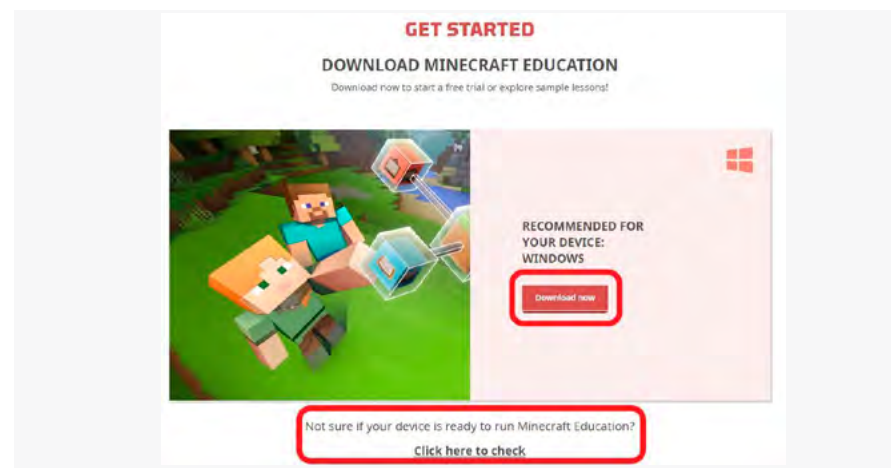 GET STARTED
DOWNLOAD MINECRAFT EDUCATION
Download now to start a free trial or explore sample lessons!
RECOMMENDED FOR
YOUR DEVICE:
WINDOWS
Download now
Not sure if your device is ready to run Minecraft Education?
Click here to check